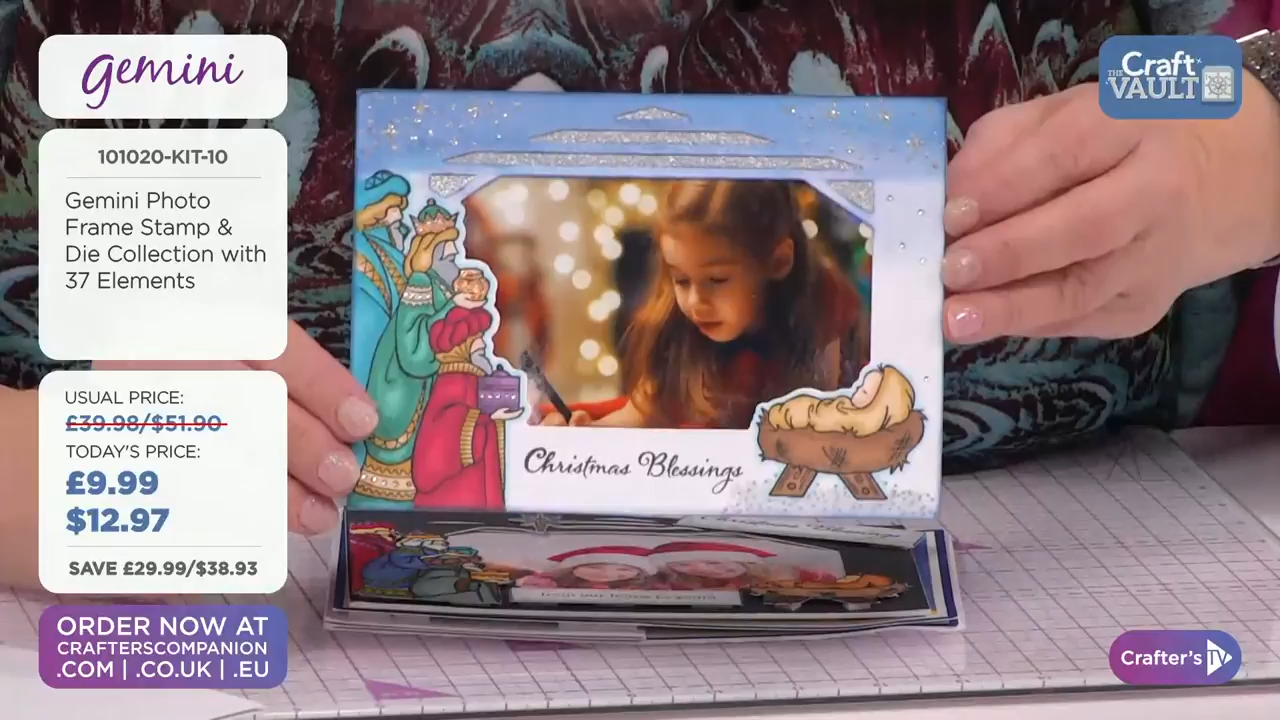 gemini
101020-KIT-10
Gemini Photo
Frame Stamp &
Die Collection with
37 Elements
USUAL PRICE:
£39.98/$51.90
TODAY'S PRICE:
£9.99
$12.97
SAVE £29.99/$38.93
ORDER NOW AT
CRAFTERSCOMPANION
.COM | .CO.UK | .EU
THE Craft
VAULT
Christmas Blessings
Crafter's TV